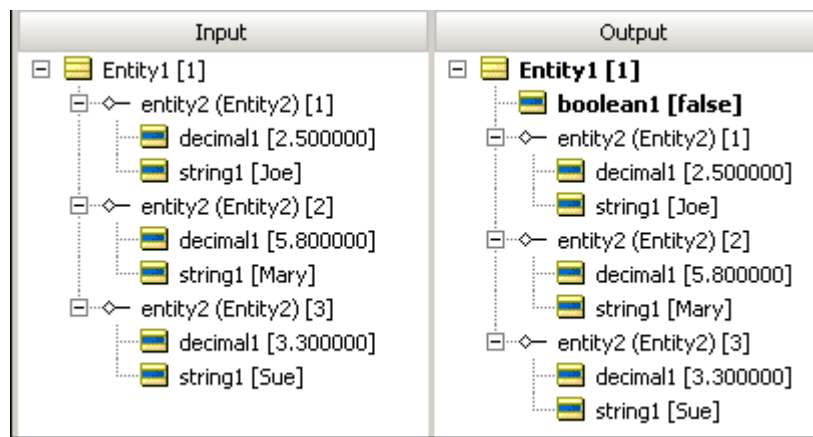 Input
Entity1 [1]
entity2 (Entity2) [1]
decimal1 [2.500000]
string1 [Joe]
entity2 (Entity2) [2]
decimal1 [5.800000]
string1 [Mary]
entity2 (Entity2) [3]
decimal1 [3.300000]
string1 [Sue]
Output
Entity1 [1]
boolean1 [false]
entity2 (Entity2) [1]
decimal1 [2.500000]
string1 [Joe]
entity2 (Entity2) [2]
decimal1 [5.800000]
string1 [Mary]
entity2 (Entity2) [3]
decimal1 [3.300000]
string1 [Sue]